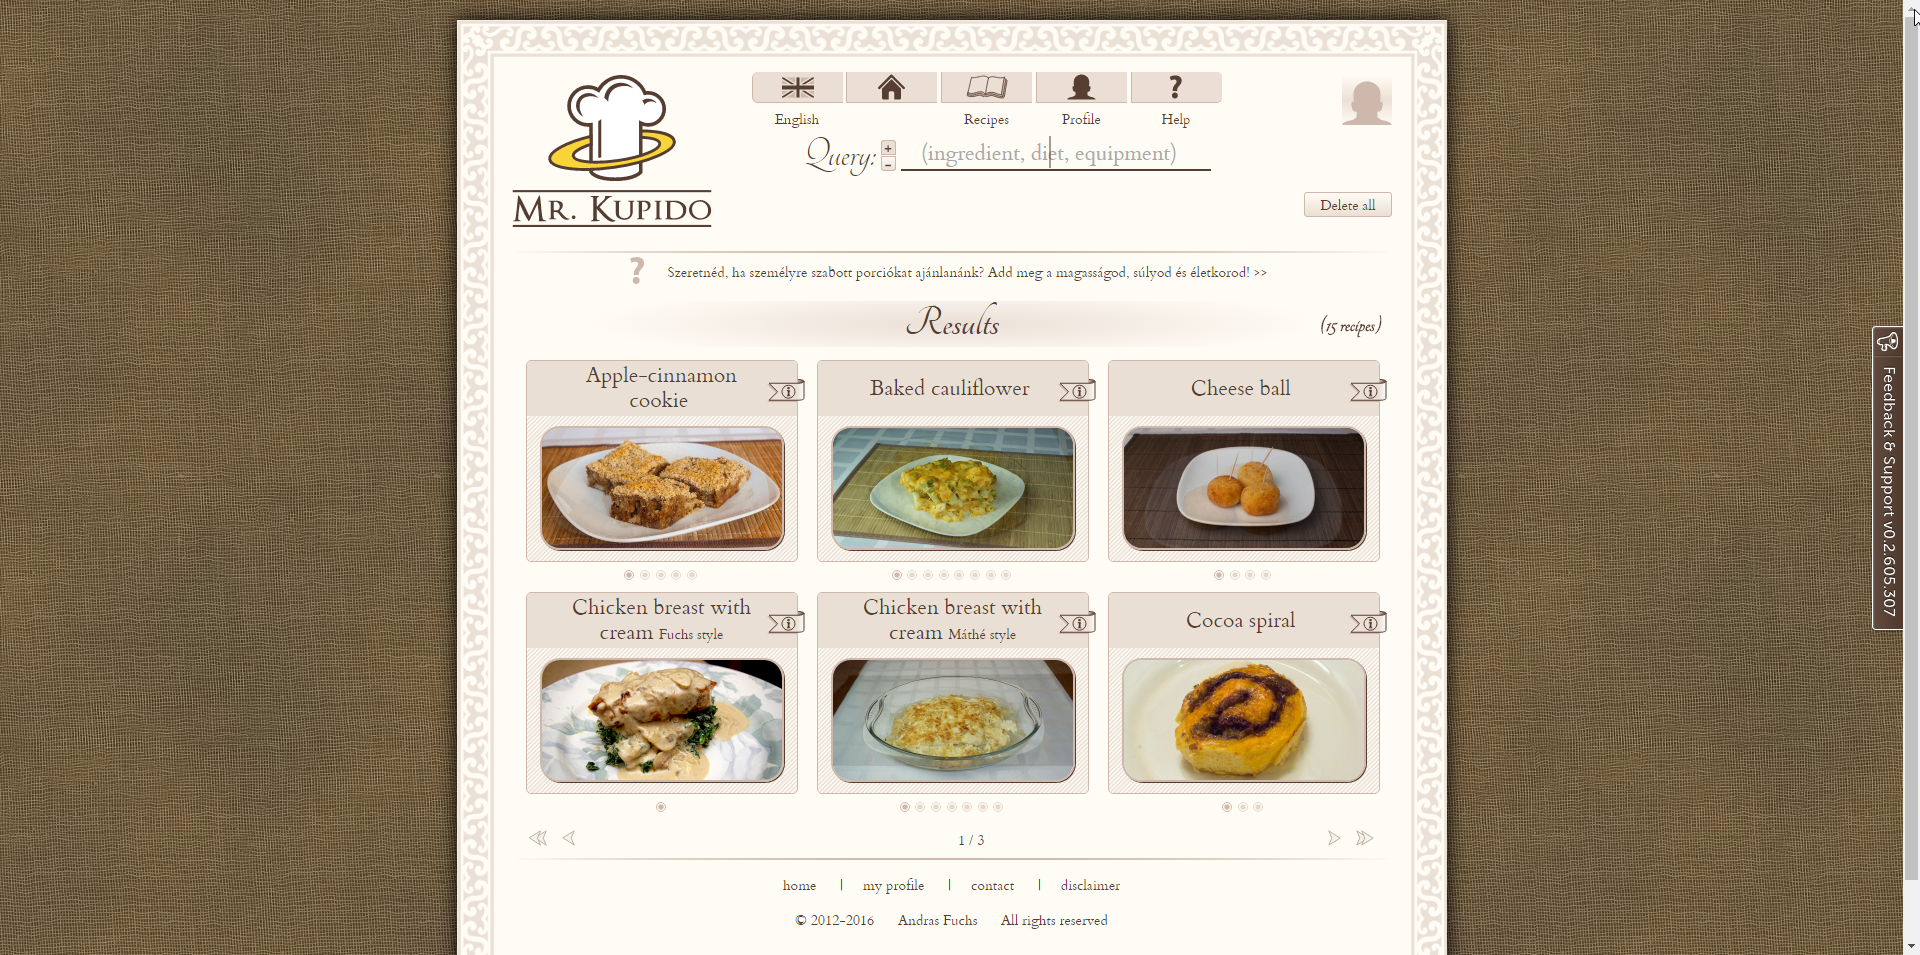 English
Recipes
Profile
Help
Query:
+
-
(ingredient, diet, equipment)
MR. KUPIDO
Delete all
Szeretnéd, ha személyre szabott porciókat ajánlanánk? Add meg a magasságod, súlyod és életkorod! >>
Results
(15 recipes)
Apple-cinnamon
cookie
Baked cauliflower
Cheese ball
Chicken breast with
cream Fuchs style
Chicken breast with
cream Máthé style
Cocoa spiral
1 / 3
home | my profile | contact | disclaimer
© 2012-2016 Andras Fuchs All rights reserved
Feedback & Support v0.2.605.307